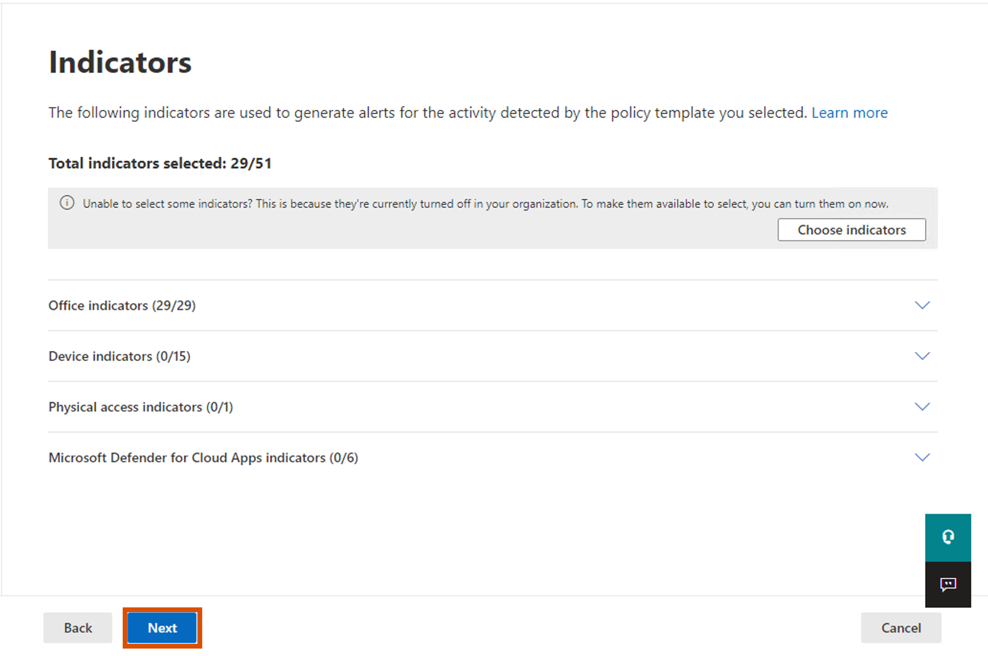 Indicators
The following indicators are used to generate alerts for the activity detected by the policy template you selected. Learn more
Total indicators selected: 29/51
Unable to select some indicators? This is because they're currently turned off in your organization. To make them available to select, you can turn them on now.
Choose indicators
Office indicators (29/29)
Device indicators (0/15)
Physical access indicators (0/1)
Microsoft Defender for Cloud Apps indicators (0/6)
Back Next Cancel